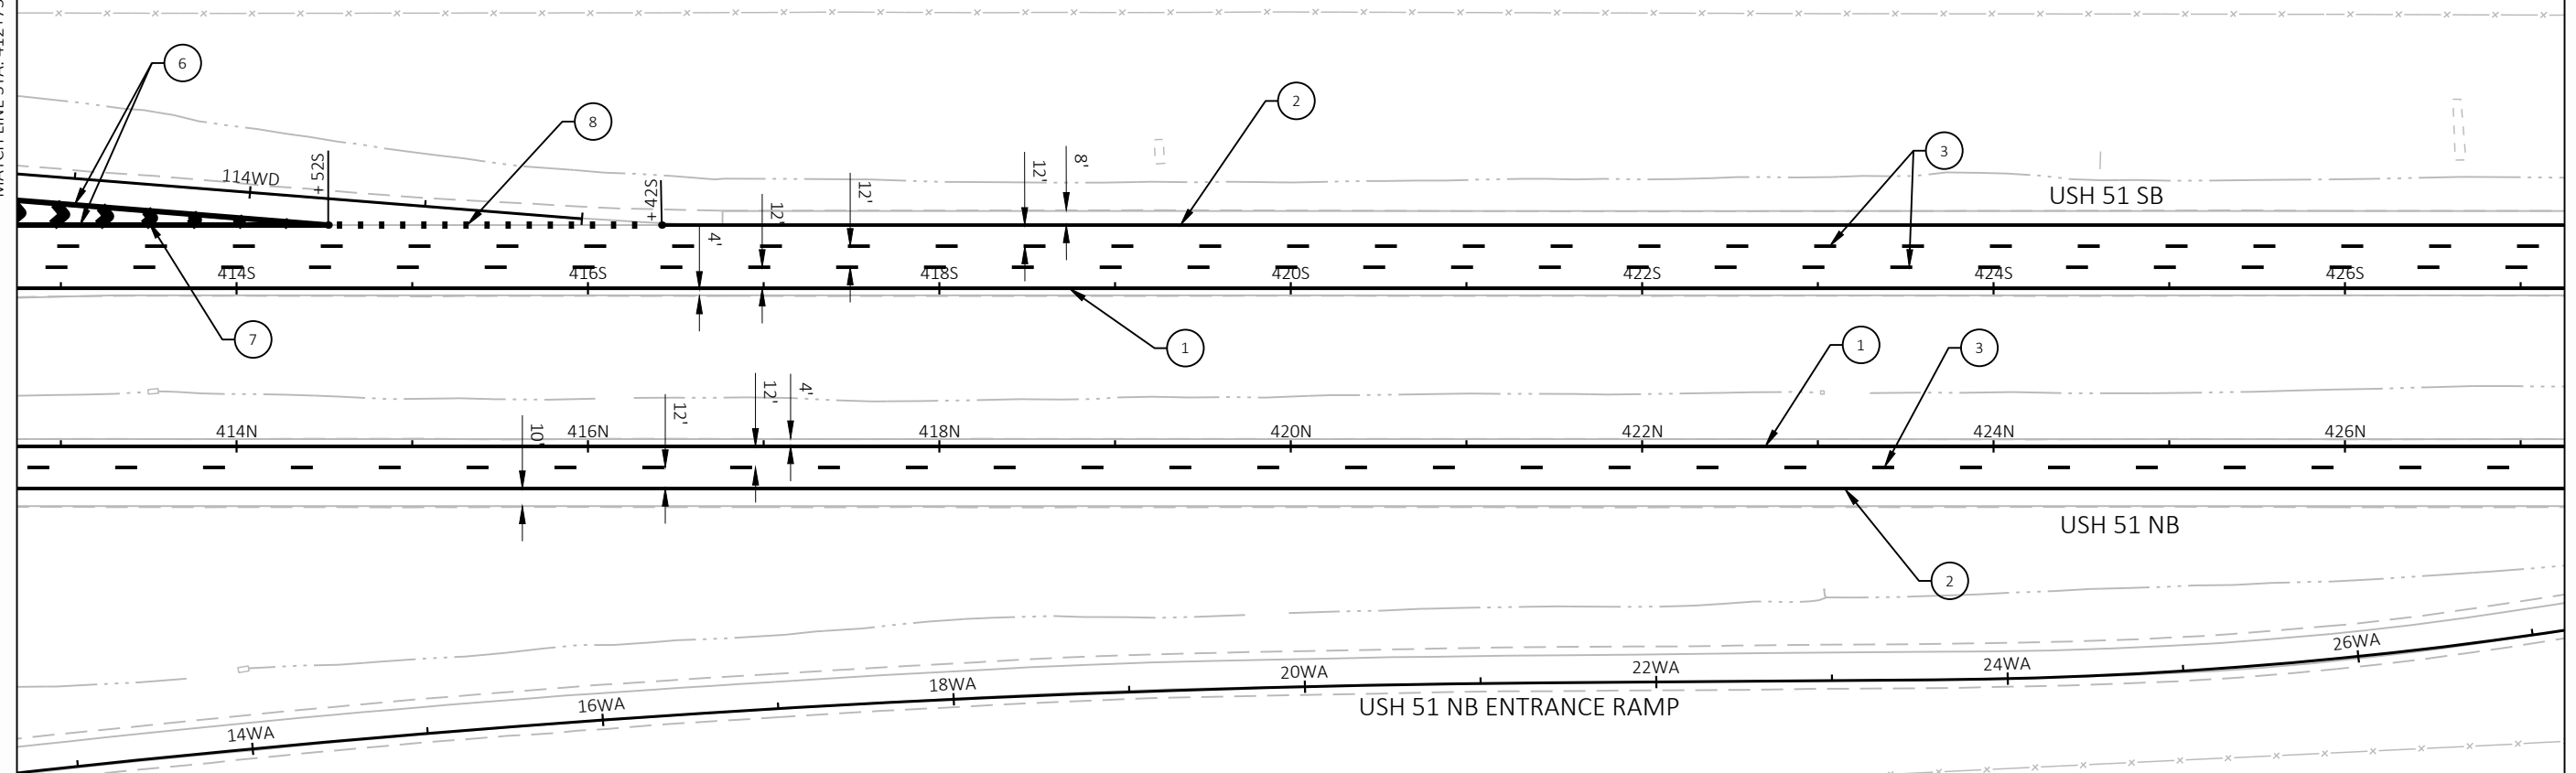 6
8
2
3
114WD
+ 52S
+ 42S
12'
8'
12'
12'
4'
USH 51 SB
414S
416S
418S
420S
422S
424S
426S
7
1
1
3
10'
12'
12'
4'
414N
416N
418N
420N
422N
424N
426N
USH 51 NB
2
14WA
16WA
18WA
20WA
22WA
24WA
26WA
USH 51 NB ENTRANCE RAMP